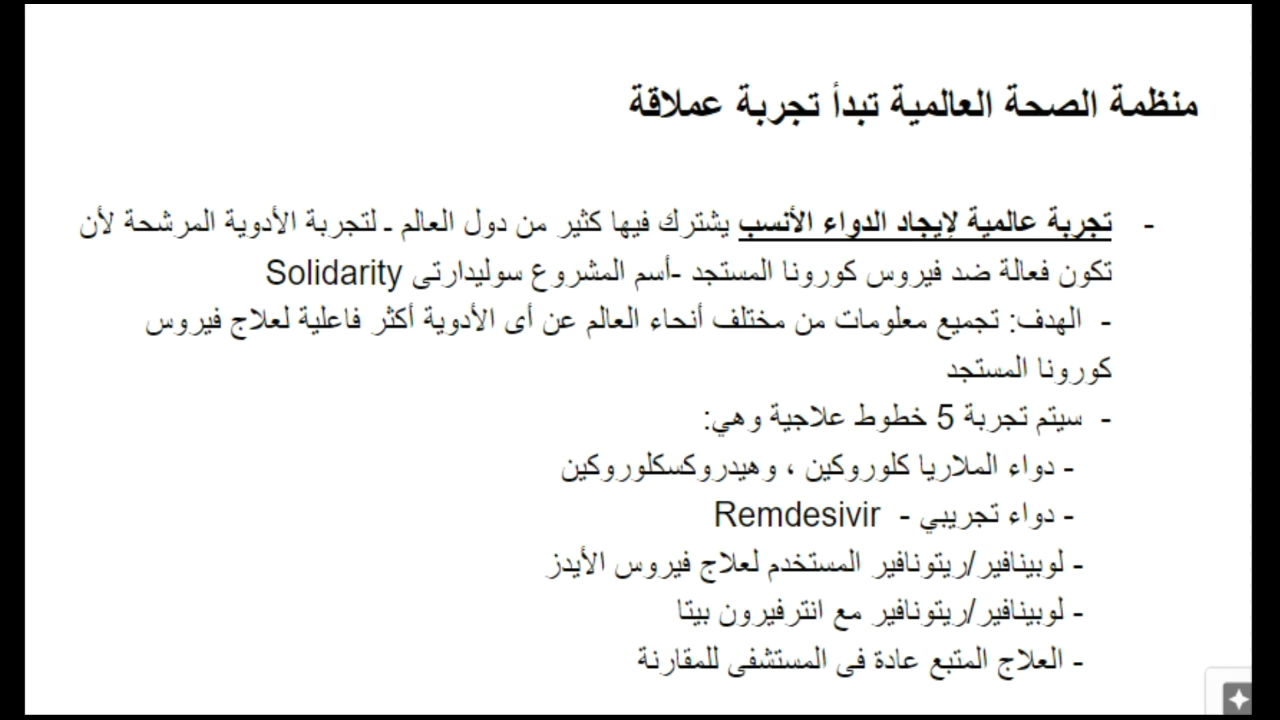 منظمة الصحة العالمية تبدأ تجربة عملاقة
- تجربة عالمية لإيجاد الدواء الأنسب يشترك فيها كثير من دول العالم - لتجربة الأدوية المرشحة لأن
تكون فعالة ضد فيروس كورونا المستجد -أسم المشروع سوليدارتى Solidarity
- الهدف: تجميع معلومات من مختلف أنحاء العالم عن أى الأدوية أكثر فاعلية لعلاج فيروس
كورونا المستجد
- سيتم تجربة 5 خطوط علاجية وهي:
- دواء الملاريا كلوروكين ، وهيدروكسكلوروكين
- دواء تجريبي - Remdesivir
- لوبينافير/ريتونافير المستخدم لعلاج فيروس الأيدز
- لوبينافير/ريتونافير مع انترفيرون بيتا
- العلاج المتبع عادة فى المستشفى للمقارنة